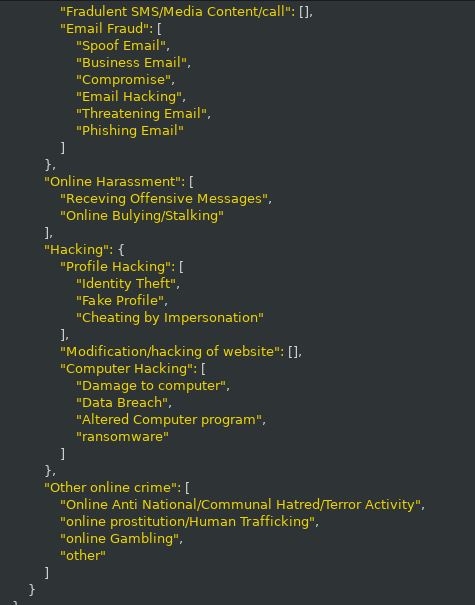 "Fradulent SMS/Media Content/call": [],
"Email Fraud": [
"Spoof Email",
"Business Email",
"Compromise",
"Email Hacking",
"Threatening Email",
"Phishing Email"
]
},
"Online Harassment": [
"Receving Offensive Messages",
"Online Bulying/Stalking"
],
"Hacking": {
"Profile Hacking": [
"Identity Theft",
"Fake Profile",
"Cheating by Impersonation"
],
"Modification/hacking of website": [],
"Computer Hacking": [
"Damage to computer",
"Data Breach",
"Altered Computer program",
"ransomware"
]
},
"Other online crime": [
"Online Anti National/Communal Hatred/Terror Activity",
"online prostitution/Human Trafficking",
"online Gambling",
"other"
]
}
}